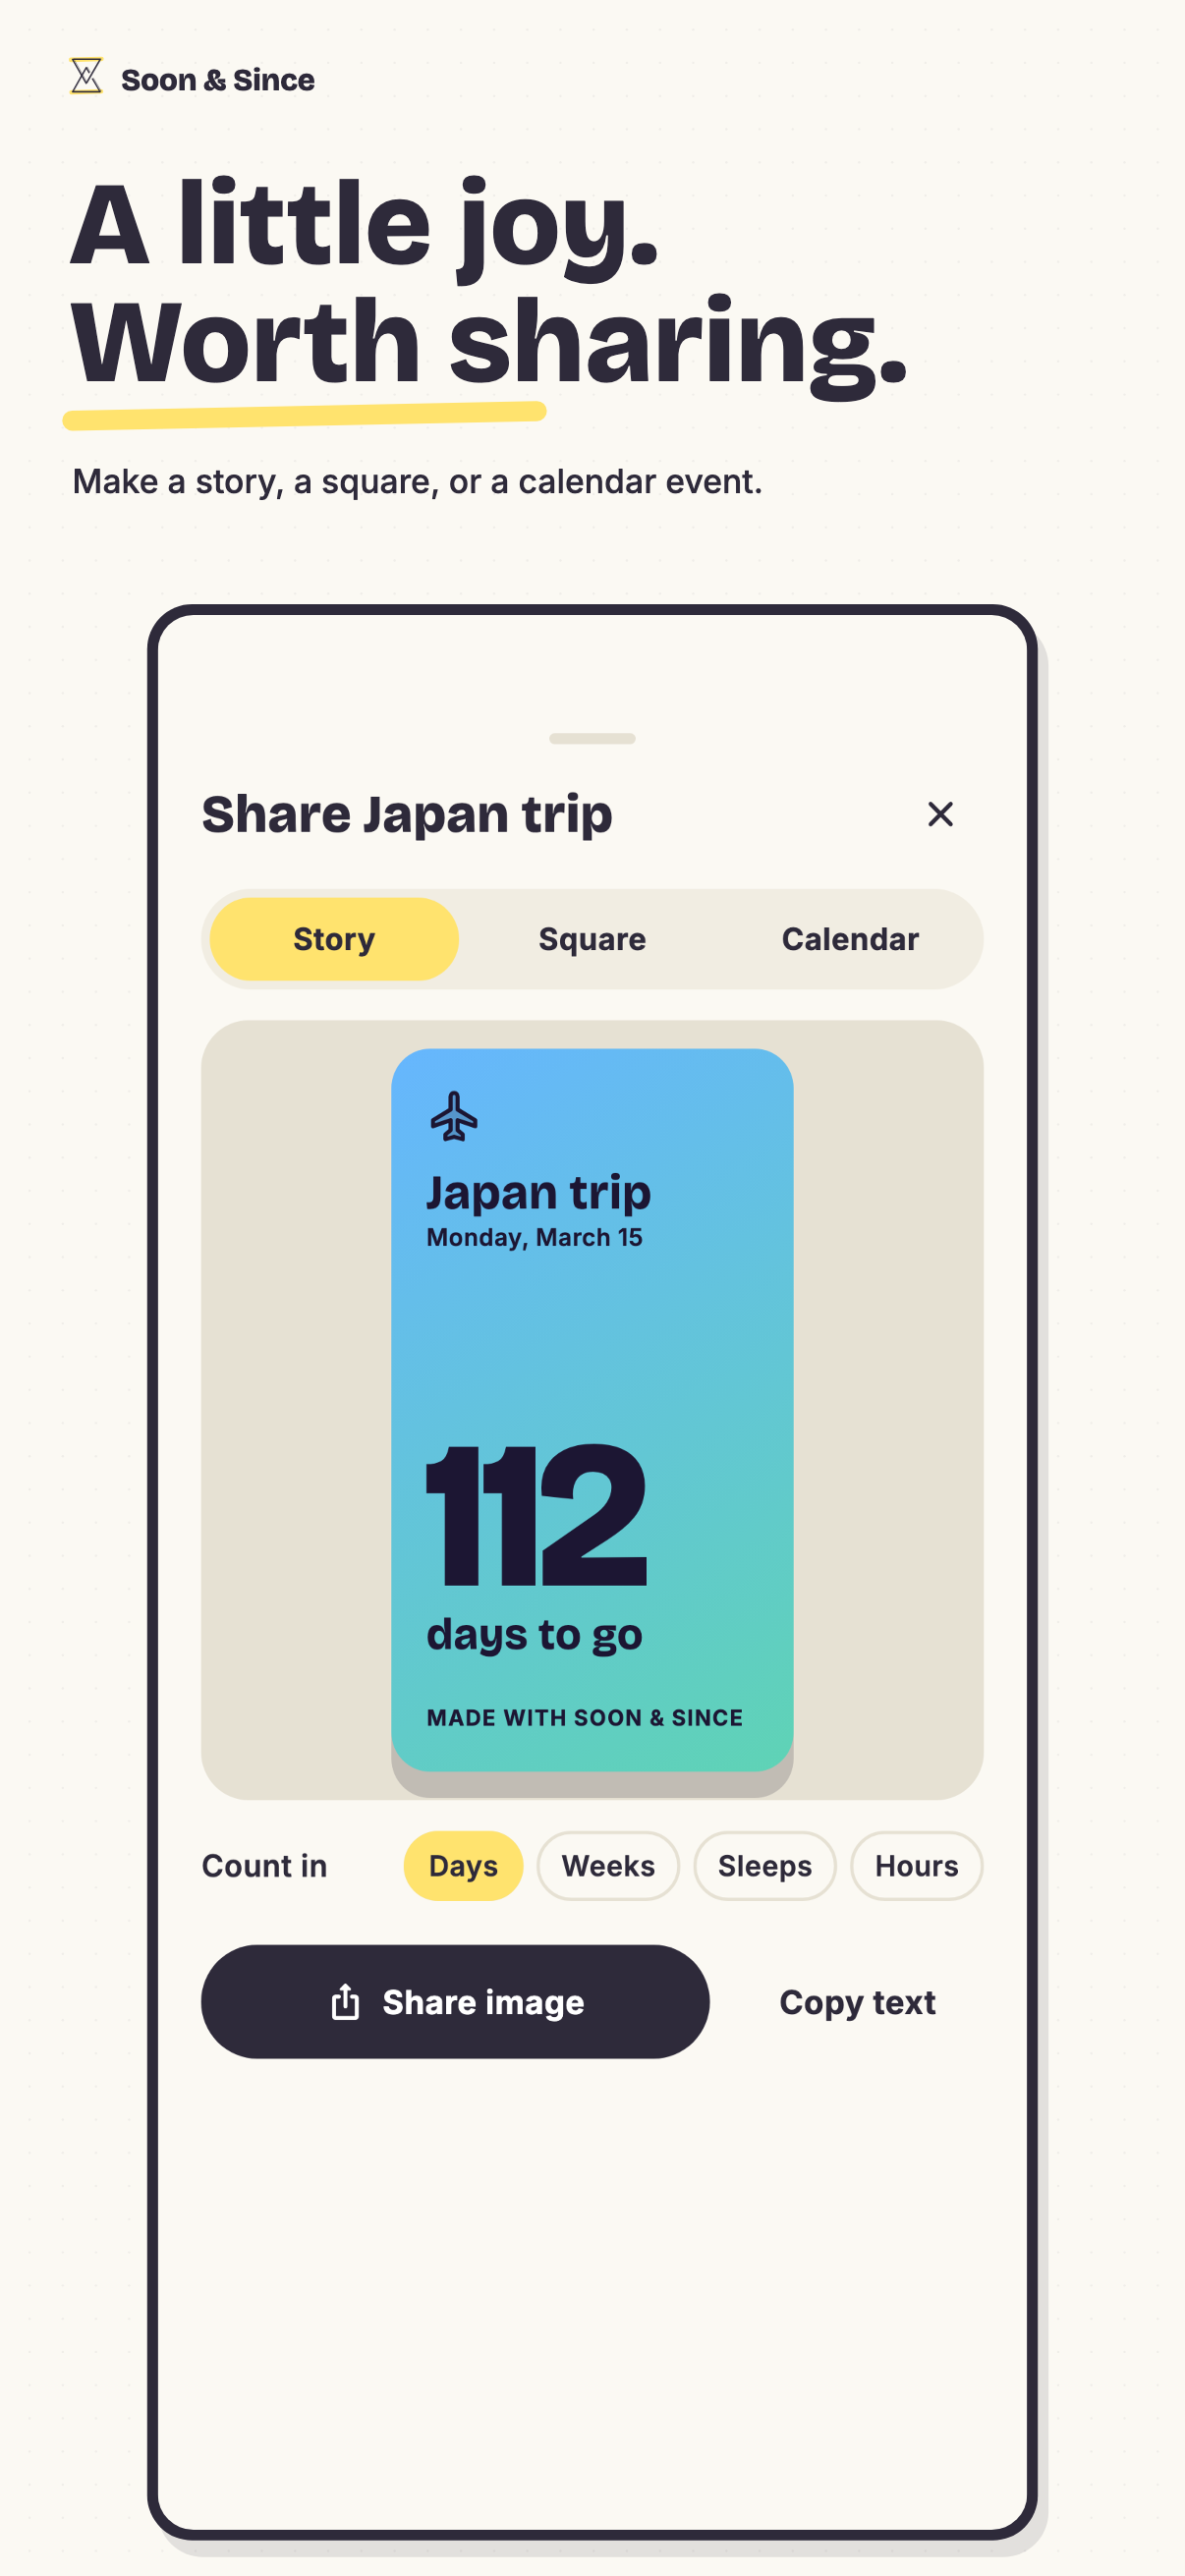 Soon & Since
A little joy.
Worth sharing.
Make a story, a square, or a calendar event.
Share Japan trip
Story Square Calendar
Japan trip
Monday, March 15
112
days to go
MADE WITH SOON & SINCE
Count in Days Weeks Sleeps Hours
Share image Copy text